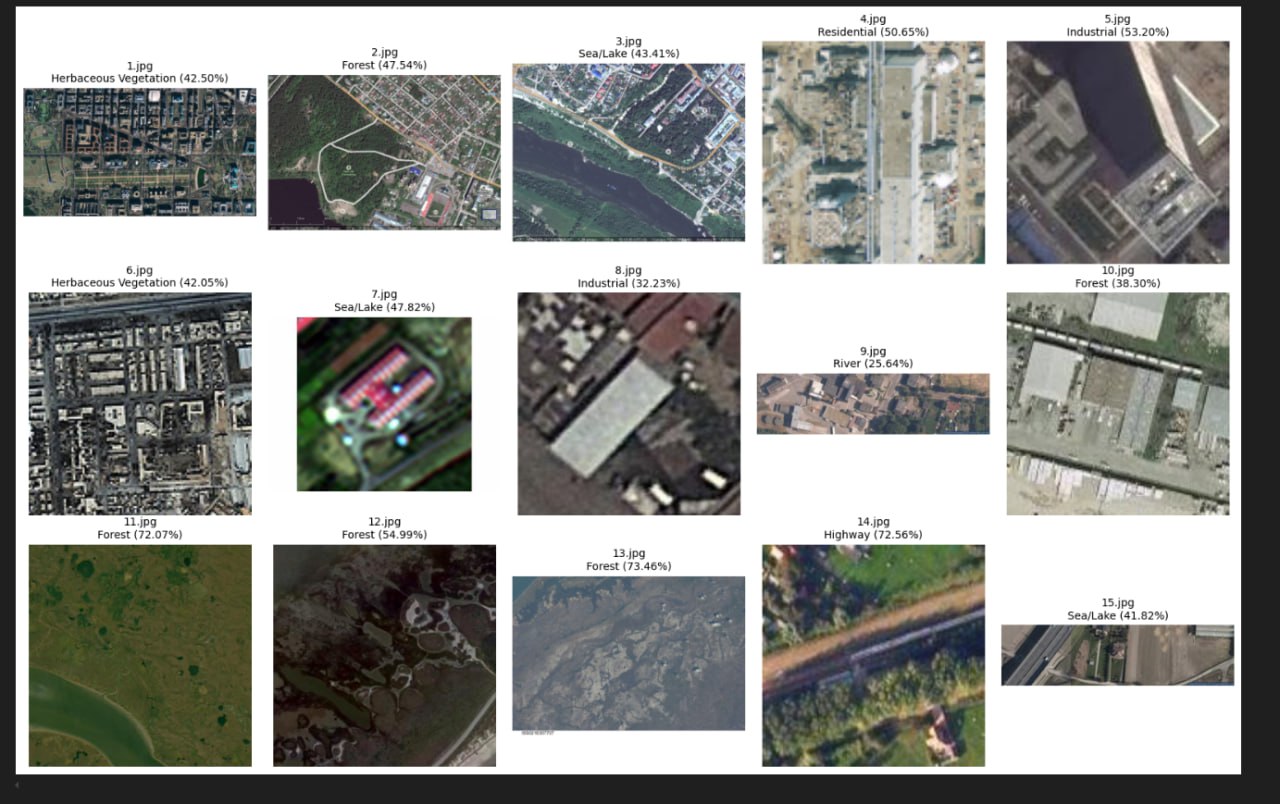 1.jpg
Herbaceous Vegetation (42.50%)
2.jpg
Forest (47.54%)
3.jpg
Sea/Lake (43.41%)
4.jpg
Residential (50.65%)
5.jpg
Industrial (53.20%)
6.jpg
Herbaceous Vegetation (42.05%)
7.jpg
Sea/Lake (47.82%)
8.jpg
Industrial (32.23%)
9.jpg
River (25.64%)
10.jpg
Forest (38.30%)
11.jpg
Forest (72.07%)
12.jpg
Forest (54.99%)
13.jpg
Forest (73.46%)
14.jpg
Highway (72.56%)
15.jpg
Sea/Lake (41.82%)